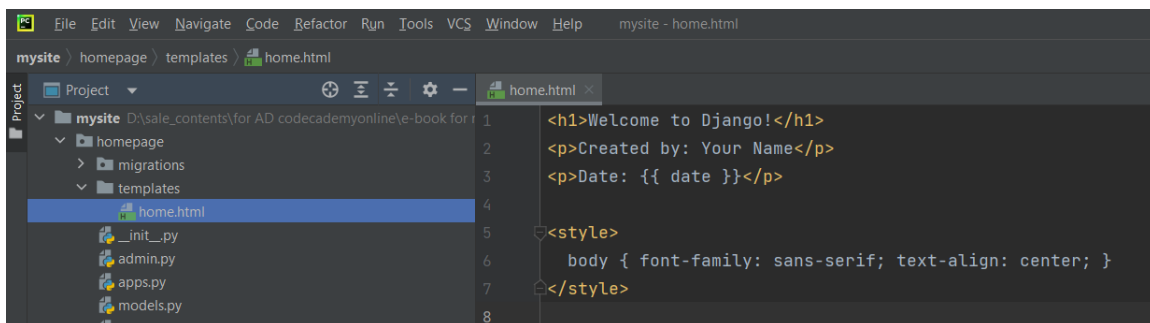 PC File Edit View Navigate Code Refactor Run Tools VCS Window Help mysite - home.html
mysite 〉 homepage 〉 templates 〉 home.html
Project
Project
home.html ×
mysite D:\sale_contents\for AD codecademyonline\e-book for
homepage
migrations
templates
home.html
__init__.py
admin.py
apps.py
models.py
1 <h1>Welcome to Django!</h1>
2 <p>Created by: Your Name</p>
3 <p>Date: {{ date }}</p>
4
5 <style>
6 body { font-family: sans-serif; text-align: center; }
7 </style>
8